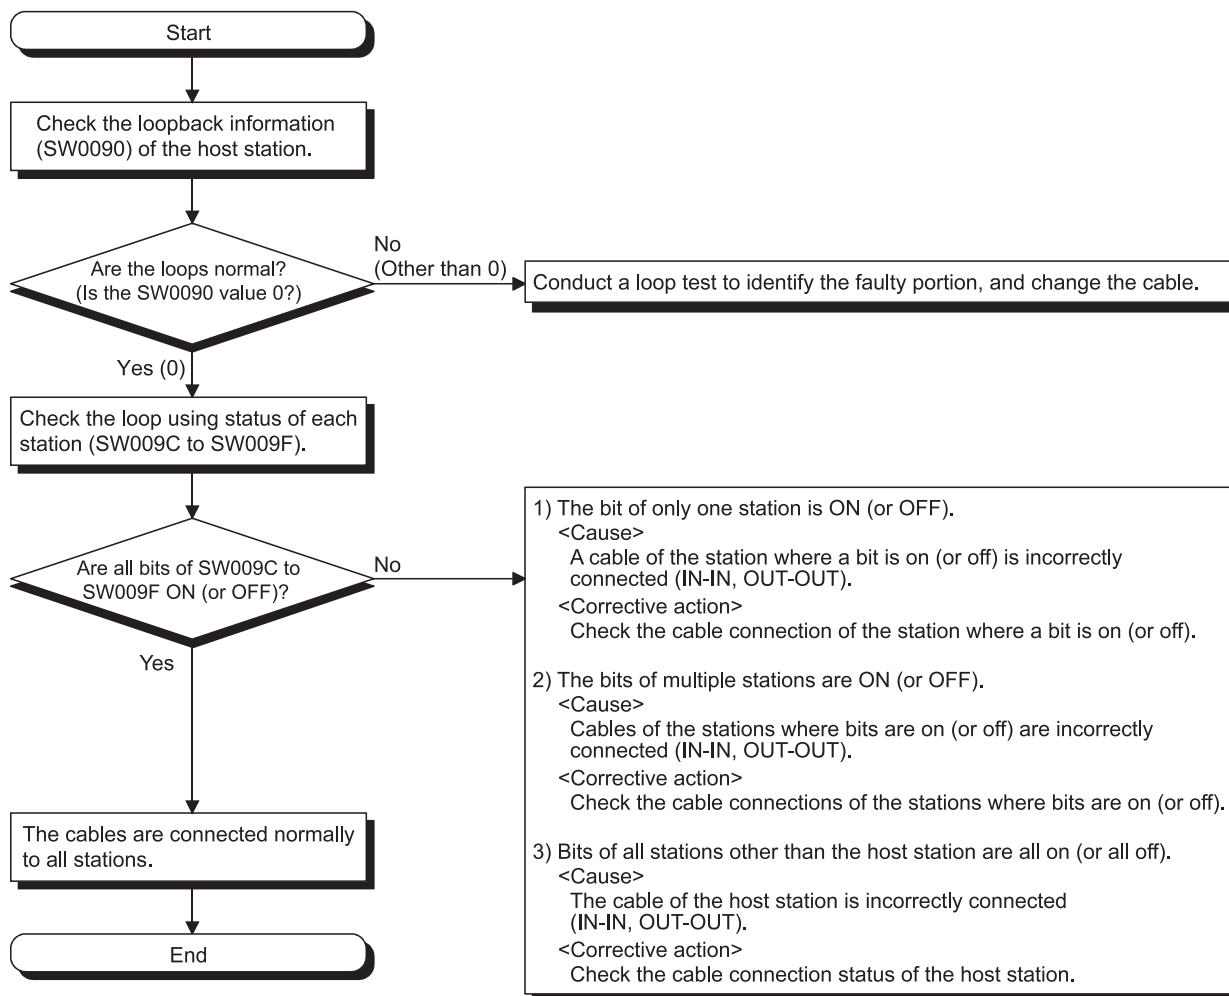 Start
Check the loopback information
(SW0090) of the host station.
Are the loops normal?
(Is the SW0090 value 0?)
No
(Other than 0)
Conduct a loop test to identify the faulty portion, and change the cable.
Yes (0)
Check the loop using status of each
station (SW009C to SW009F).
Are all bits of SW009C to
SW009F ON (or OFF)?
No
1) The bit of only one station is ON (or OFF).
<Cause>
A cable of the station where a bit is on (or off) is incorrectly
connected (IN-IN, OUT-OUT).
<Corrective action>
Check the cable connection of the station where a bit is on (or off).
2) The bits of multiple stations are ON (or OFF).
<Cause>
Cables of the stations where bits are on (or off) are incorrectly
connected (IN-IN, OUT-OUT).
<Corrective action>
Check the cable connections of the stations where bits are on (or off).
3) Bits of all stations other than the host station are all on (or all off).
<Cause>
The cable of the host station is incorrectly connected
(IN-IN, OUT-OUT).
<Corrective action>
Check the cable connection status of the host station.
Yes
The cables are connected normally
to all stations.
End